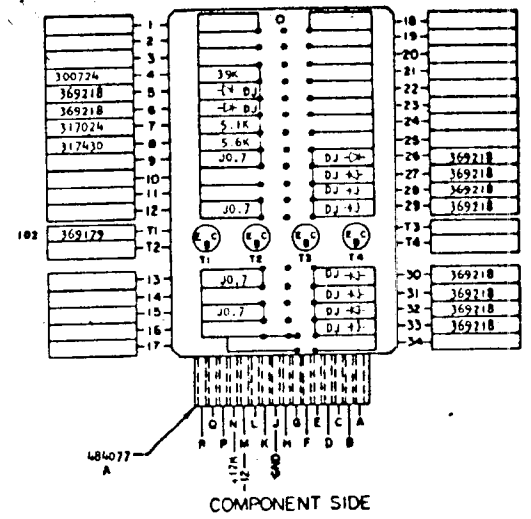 1 18
2 19
3 20
300724 4 39K 21
369218 5 DJ 22
369218 6 DJ 23
317024 7 5.1K 24
317430 8 5.6K 25
9 J0.7 DJ 26 369218
10 DJ 27 369218
11 DJ 28 369218
12 J0.7 DJ 29 369218
102 369179 T1 E B C E B C E B C E B C T3
T2 T1 T2 T3 T4 T4
13 J0.7 DJ 30 369218
14 DJ 31 369218
15 J0.7 DJ 32 369218
16 DJ 33 369218
17 34
Q N L J G E C A
R P M K H F D B
484077
A
+12M
-12
GND
COMPONENT SIDE